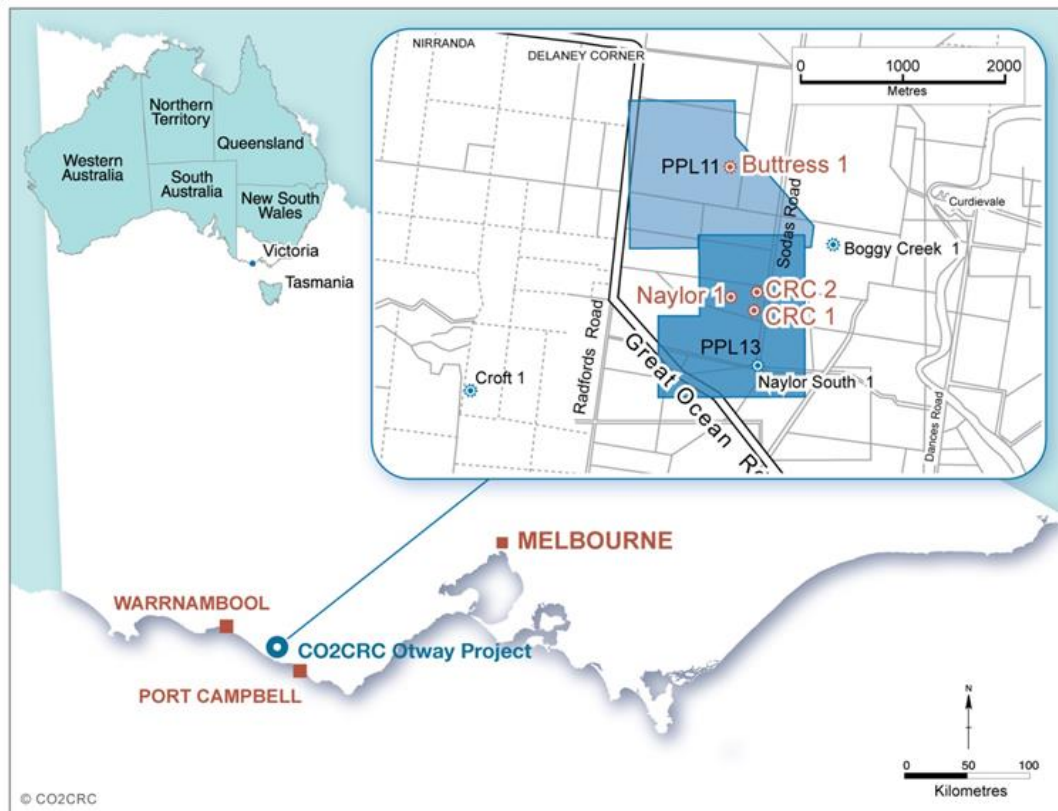 NIRRANDA
DELANEY CORNER
0 1000 2000
Metres
Northern
Territory
Queensland
Western
Australia
South
Australia
New South
Wales
Victoria
Tasmania
PPL11
Buttress 1
Sodas Road
Curdievale
Boggy Creek 1
Naylor 1
CRC 2
CRC 1
Radfords Road
Great Ocean Rd
PPL13
Naylor South 1
Croft 1
Dances Road
MELBOURNE
WARRNAMBOOL
CO2CRC Otway Project
PORT CAMPBELL
N
0 50 100
Kilometres
© CO2CRC